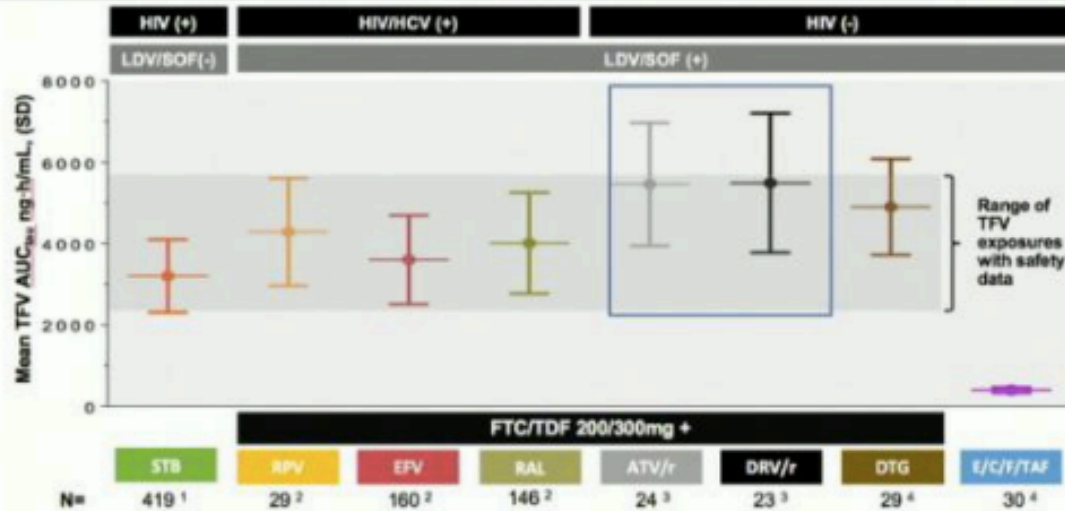 HIV (+) HIV/HCV (+) HIV (-)
LDV/SOF(-) LDV/SOF (+)
8000
6000
4000
2000
0
Mean TFV AUCtau ng·h/mL, (SD)
Range of
TFV
exposures
with safety
data
FTC/TDF 200/300mg +
STB RPV EFV RAL ATV/r DRV/r DTG E/C/F/TAF
N= 419 1 29 2 160 2 146 2 24 3 23 3 29 4 30 4